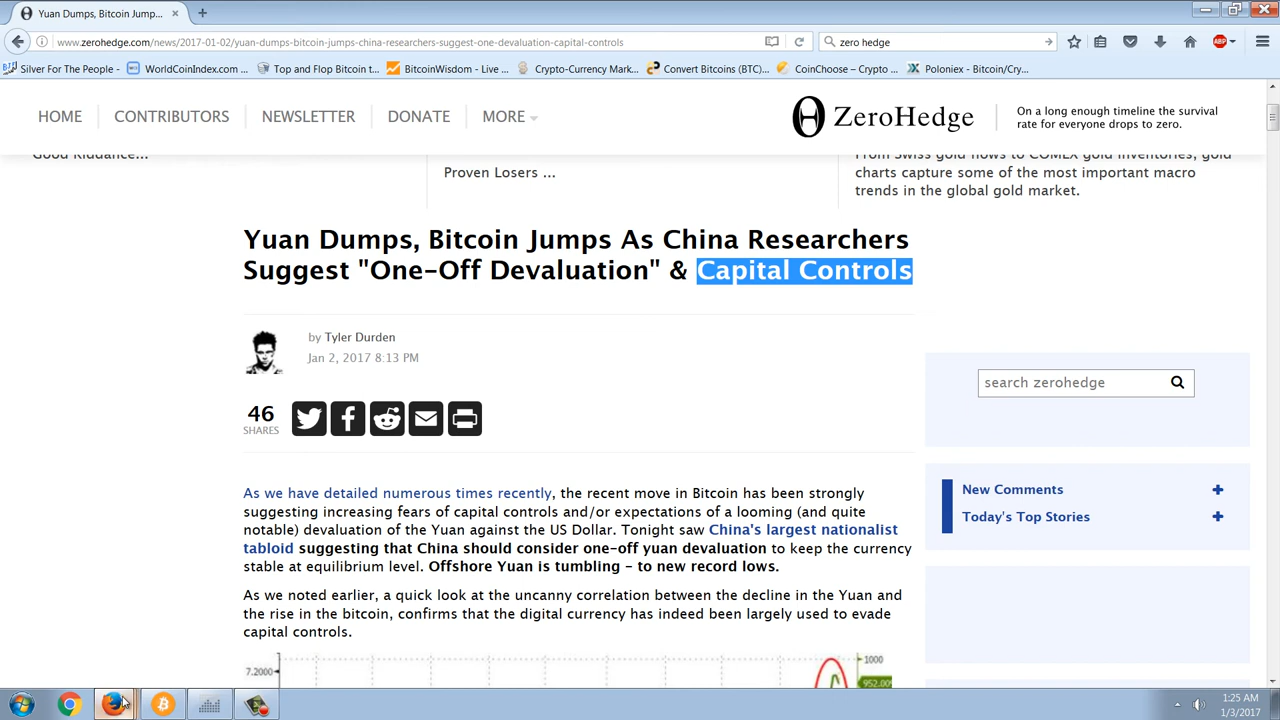 Yuan Dumps, Bitcoin Jump...
www.zerohedge.com/news/2017-01-02/yuan-dumps-bitcoin-jumps-china-researchers-suggest-one-devaluation-capital-controls
zero hedge
ABP
Silver For The People - ...
WorldCoinIndex.com ...
Top and Flop Bitcoin t...
BitcoinWisdom - Live ...
Crypto-Currency Mark...
Convert Bitcoins (BTC)...
CoinChoose – Crypto ...
Poloniex - Bitcoin/Cry...
HOME
CONTRIBUTORS
NEWSLETTER
DONATE
MORE
ZeroHedge
On a long enough timeline the survival
rate for everyone drops to zero.
Good Riddance...
Proven Losers ...
From Swiss gold flows to COMEX gold inventories, gold
charts capture some of the most important macro
trends in the global gold market.
Yuan Dumps, Bitcoin Jumps As China Researchers
Suggest "One-Off Devaluation" & Capital Controls
by Tyler Durden
Jan 2, 2017 8:13 PM
46
SHARES
search zerohedge
New Comments
Today's Top Stories
As we have detailed numerous times recently, the recent move in Bitcoin has been strongly
suggesting increasing fears of capital controls and/or expectations of a looming (and quite
notable) devaluation of the Yuan against the US Dollar. Tonight saw China's largest nationalist
tabloid suggesting that China should consider one-off yuan devaluation to keep the currency
stable at equilibrium level. Offshore Yuan is tumbling - to new record lows.
As we noted earlier, a quick look at the uncanny correlation between the decline in the Yuan and
the rise in the bitcoin, confirms that the digital currency has indeed been largely used to evade
capital controls.
7.2000
1000
952.00
1:25 AM
1/3/2017